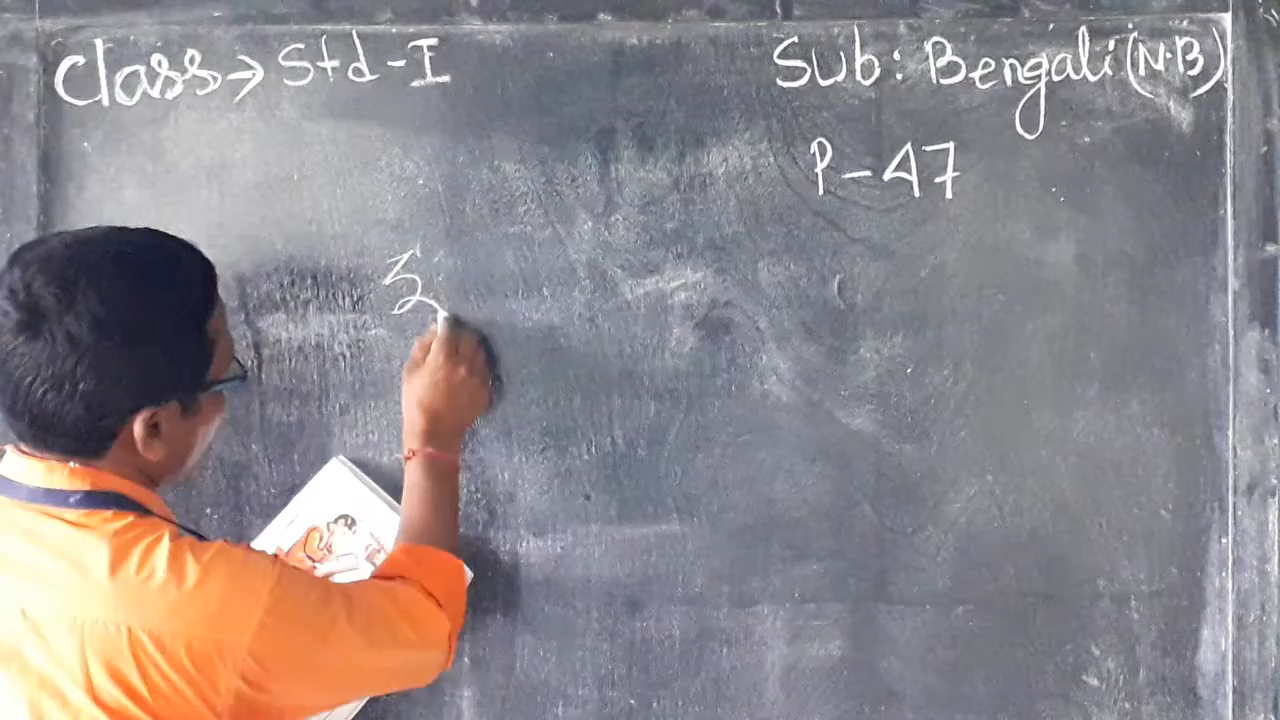 Class → Std-I
Sub: Bengali (N.B)
P-47